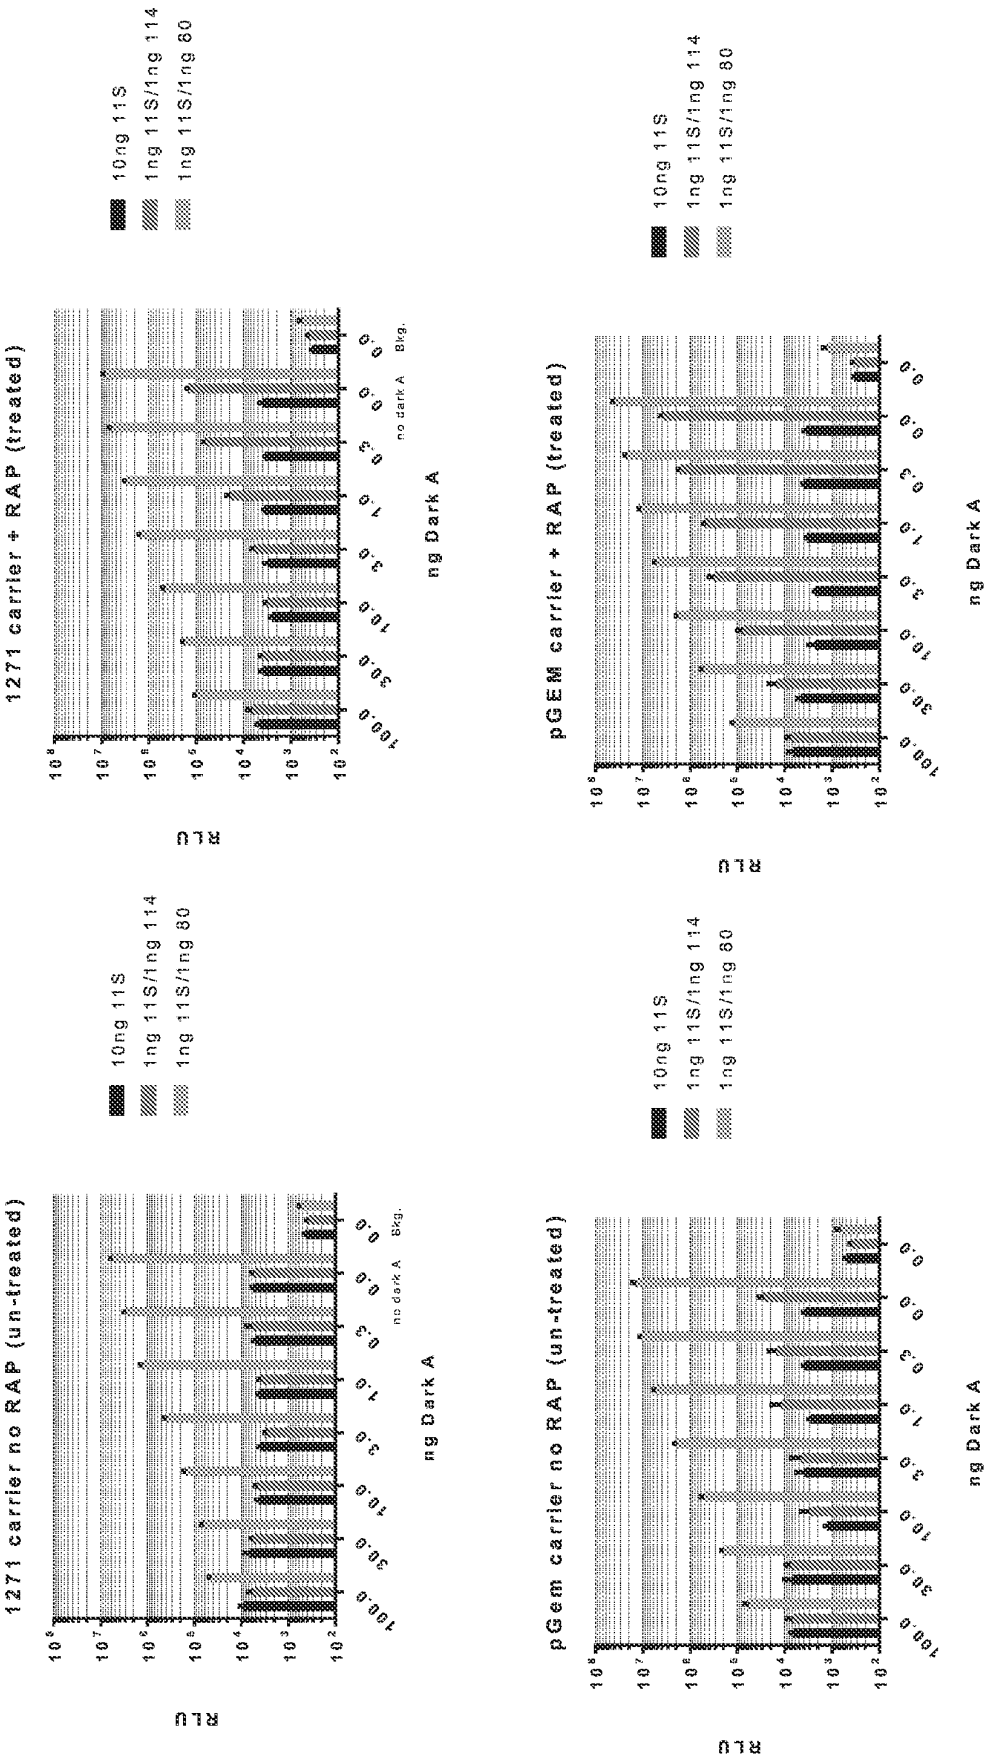 1271 carrier no RAP (un-treated)
RLU
10⁸
10⁷
10⁶
10⁵
10⁴
10³
10²
100.0
30.0
10.0
3.0
1.0
0.3
0.0
0.0
no dark A
Bkg.
ng Dark A
10ng 11S
1ng 11S/1ng 114
1ng 11S/1ng 80
1271 carrier + RAP (treated)
RLU
10⁸
10⁷
10⁶
10⁵
10⁴
10³
10²
100.0
30.0
10.0
3.0
1.0
0.3
0.0
0.0
no dark A
Bkg.
ng Dark A
10ng 11S
1ng 11S/1ng 114
1ng 11S/1ng 80
pGem carrier no RAP (un-treated)
RLU
10⁸
10⁷
10⁶
10⁵
10⁴
10³
10²
100.0
30.0
10.0
3.0
1.0
0.3
0.0
0.0
ng Dark A
10ng 11S
1ng 11S/1ng 114
1ng 11S/1ng 80
pGEM carrier + RAP (treated)
RLU
10⁸
10⁷
10⁶
10⁵
10⁴
10³
10²
100.0
30.0
10.0
3.0
1.0
0.3
0.0
0.0
ng Dark A
10ng 11S
1ng 11S/1ng 114
1ng 11S/1ng 80